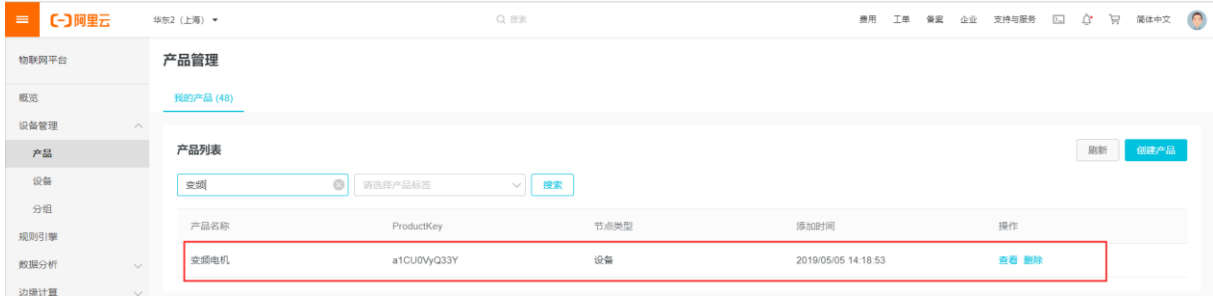 阿里云 华东2（上海） 搜索 费用 工单 备案 企业 支持与服务 简体中文
物联网平台
产品管理
概览
我的产品 (48)
设备管理
产品列表
刷新 创建产品
产品
变频 请选择产品标签 搜索
设备
分组
产品名称 ProductKey 节点类型 添加时间 操作
规则引擎
变频电机 a1CU0VyQ33Y 设备 2019/05/05 14:18:53 查看 删除
数据分析
边缘计算